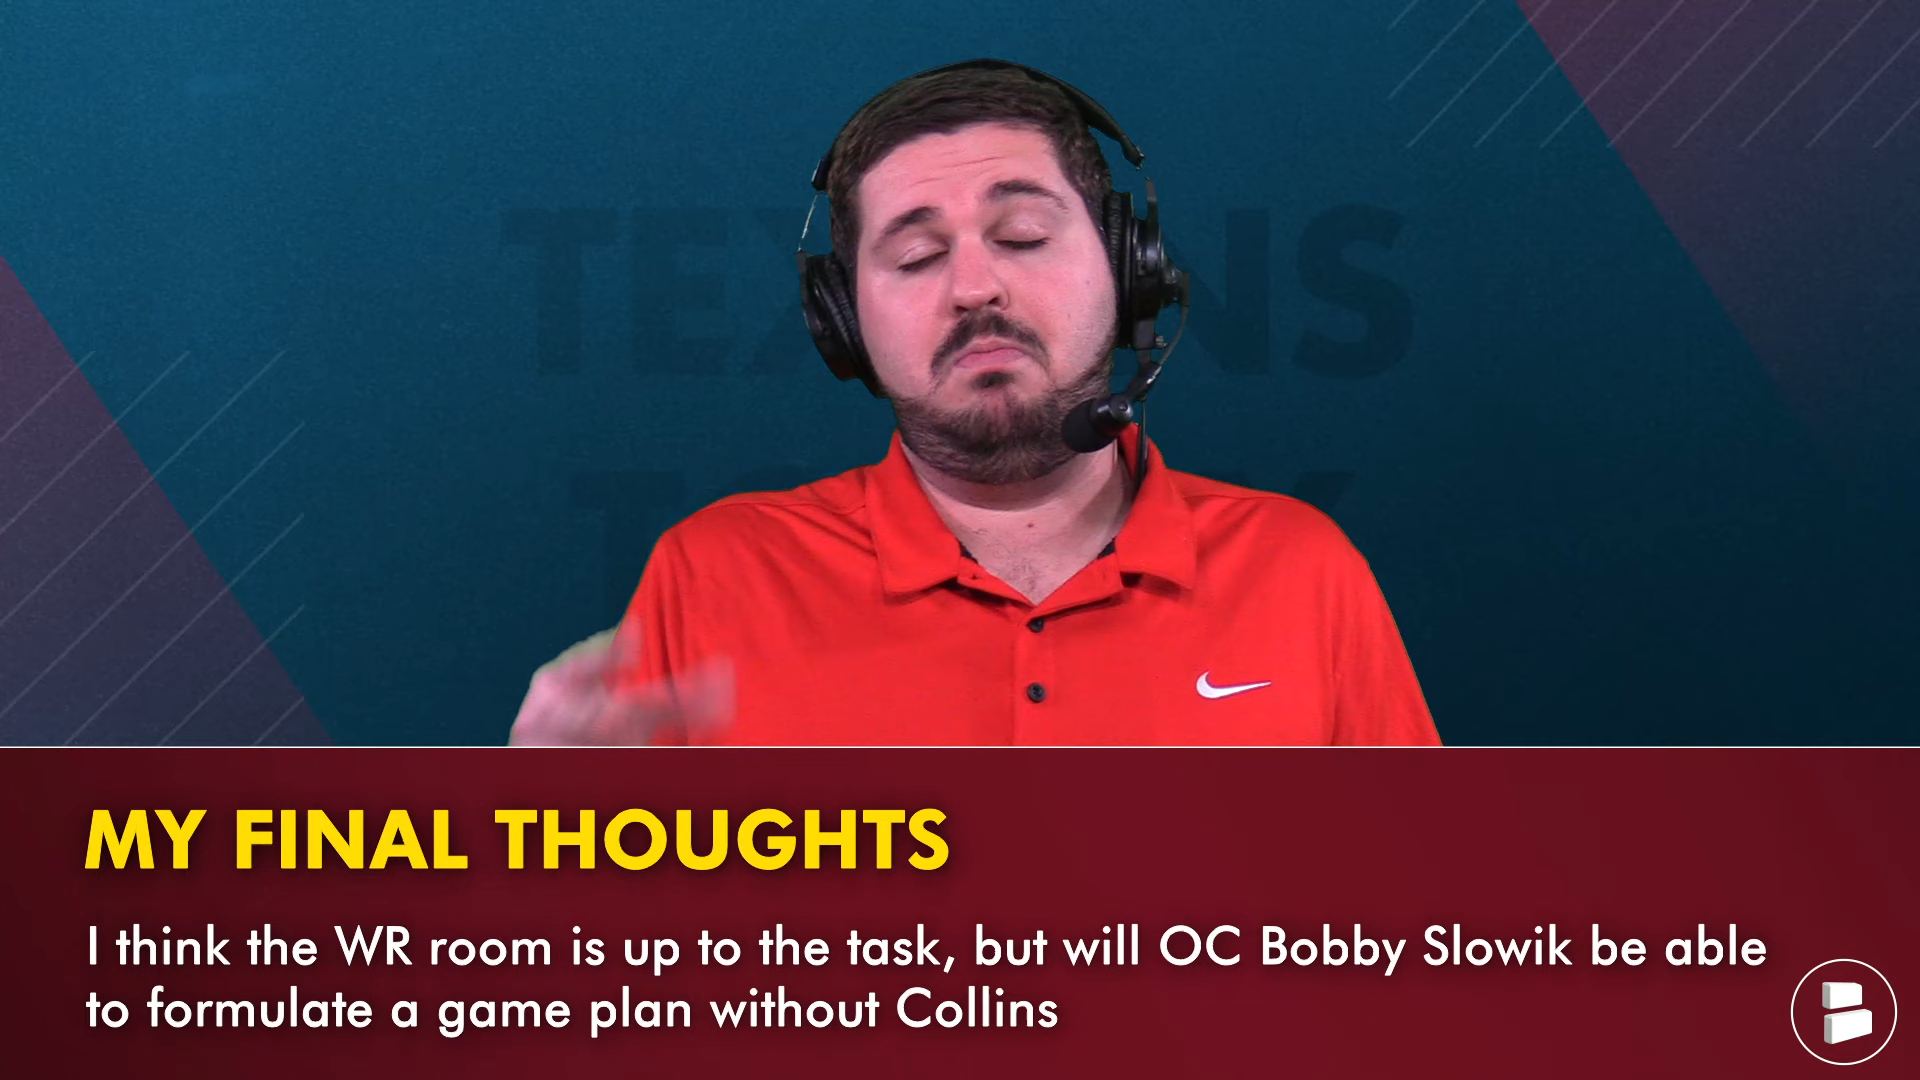 TEXANS
MY FINAL THOUGHTS
I think the WR room is up to the task, but will OC Bobby Slowik be able
to formulate a game plan without Collins